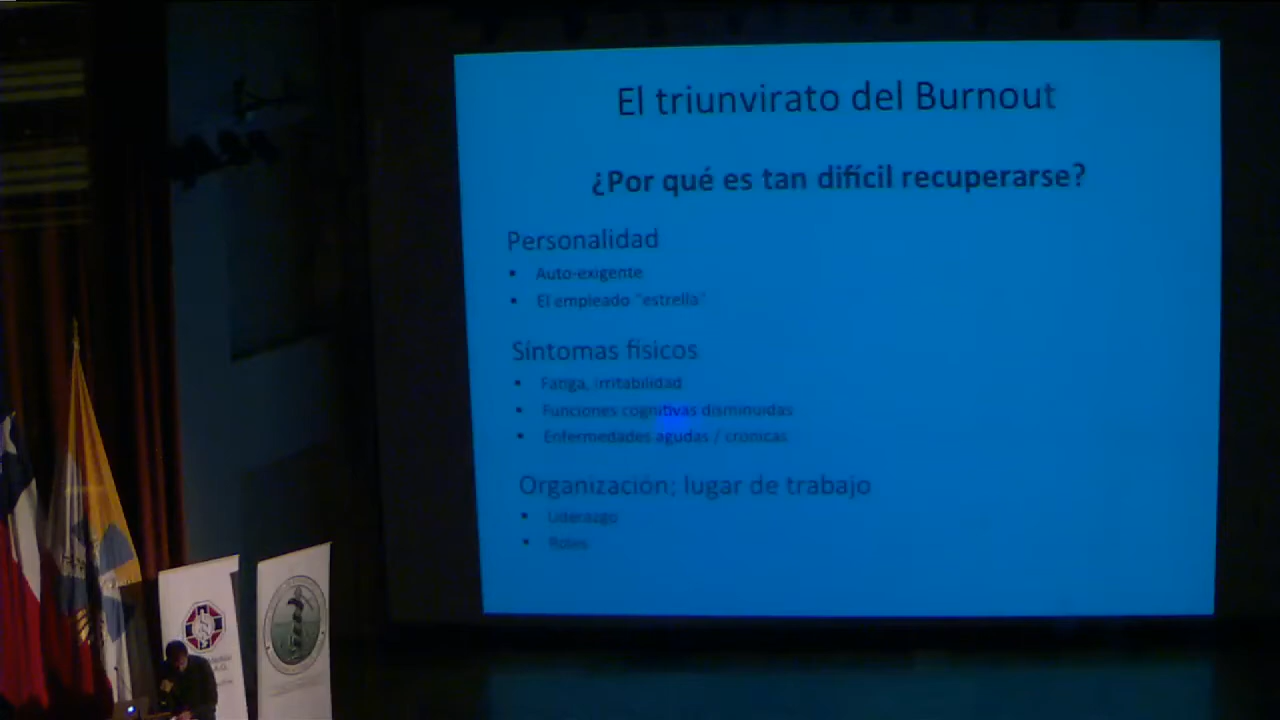 El triunvirato del Burnout
¿Por qué es tan difícil recuperarse?
Personalidad
Auto-exigente
El empleado "estrella"
Síntomas físicos
Fatiga, irritabilidad
Funciones cognitivas disminuidas
Enfermedades agudas / crónicas
Organización; lugar de trabajo
Liderazgo
Roles